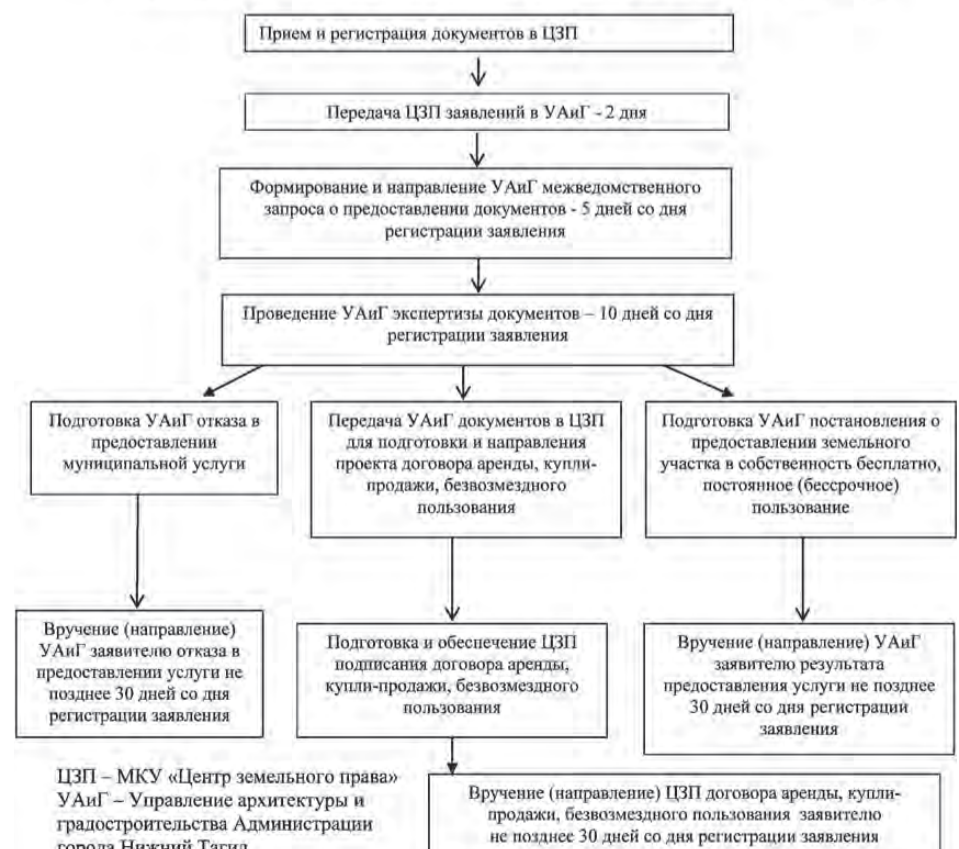 Прием и регистрация документов в ЦЗП
Передача ЦЗП заявлений в УАиГ - 2 дня
Формирование и направление УАиГ межведомственного
запроса о предоставлении документов - 5 дней со дня
регистрации заявления
Проведение УАиГ экспертизы документов – 10 дней со дня
регистрации заявления
Подготовка УАиГ отказа в
предоставлении
муниципальной услуги
Передача УАиГ документов в ЦЗП
для подготовки и направления
проекта договора аренды, купли-
продажи, безвозмездного
пользования
Подготовка УАиГ постановления о
предоставлении земельного
участка в собственность бесплатно,
постоянное (бессрочное)
пользование
Вручение (направление)
УАиГ заявителю отказа в
предоставлении услуги не
позднее 30 дней со дня
регистрации заявления
Подготовка и обеспечение ЦЗП
подписания договора аренды,
купли-продажи, безвозмездного
пользования
Вручение (направление) УАиГ
заявителю результата
предоставления услуги не позднее
30 дней со дня регистрации
заявления
ЦЗП – МКУ «Центр земельного права»
УАиГ – Управление архитектуры и
градостроительства Администрации
города Нижний Тагил
Вручение (направление) ЦЗП договора аренды, купли-
продажи, безвозмездного пользования заявителю
не позднее 30 дней со дня регистрации заявления